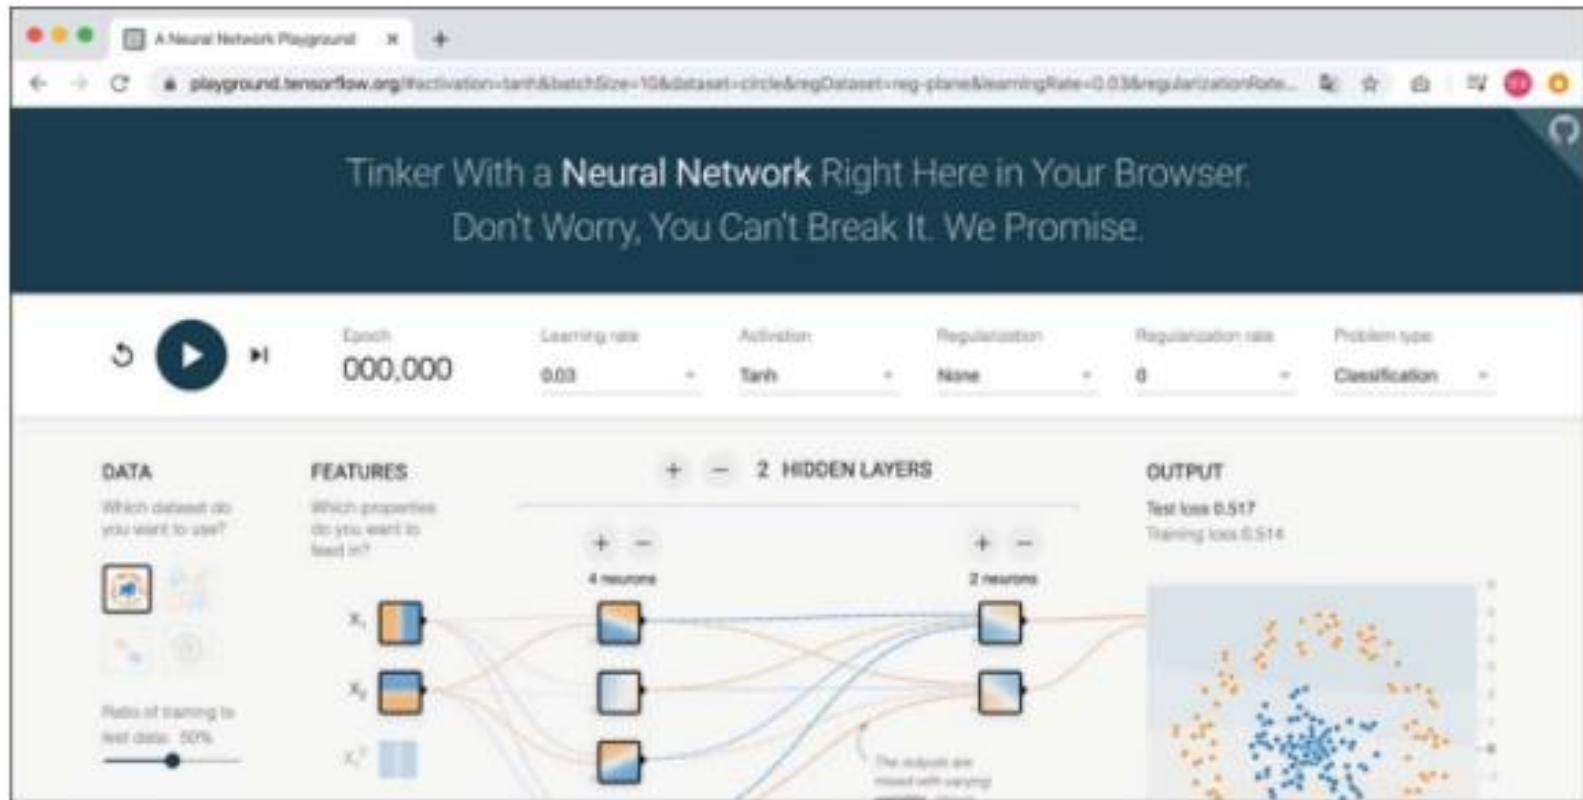 A Neural Network Playground
playground.tensorflow.org/#activation=tanh&batchSize=10&dataset=circle&regDataset=reg-plane&learningRate=0.03&regularizationRate...
Tinker With a Neural Network Right Here in Your Browser.
Don't Worry, You Can't Break It. We Promise.
Epoch
000,000
Learning rate
0.03
Activation
Tanh
Regularization
None
Regularization rate
0
Problem type
Classification
DATA
Which dataset do
you want to use?
Ratio of training to
test data: 50%
FEATURES
Which properties
do you want to
feed in?
X1
X2
X1²
2 HIDDEN LAYERS
4 neurons
2 neurons
The outputs are
mixed with varying
OUTPUT
Test loss 0.517
Training loss 0.514